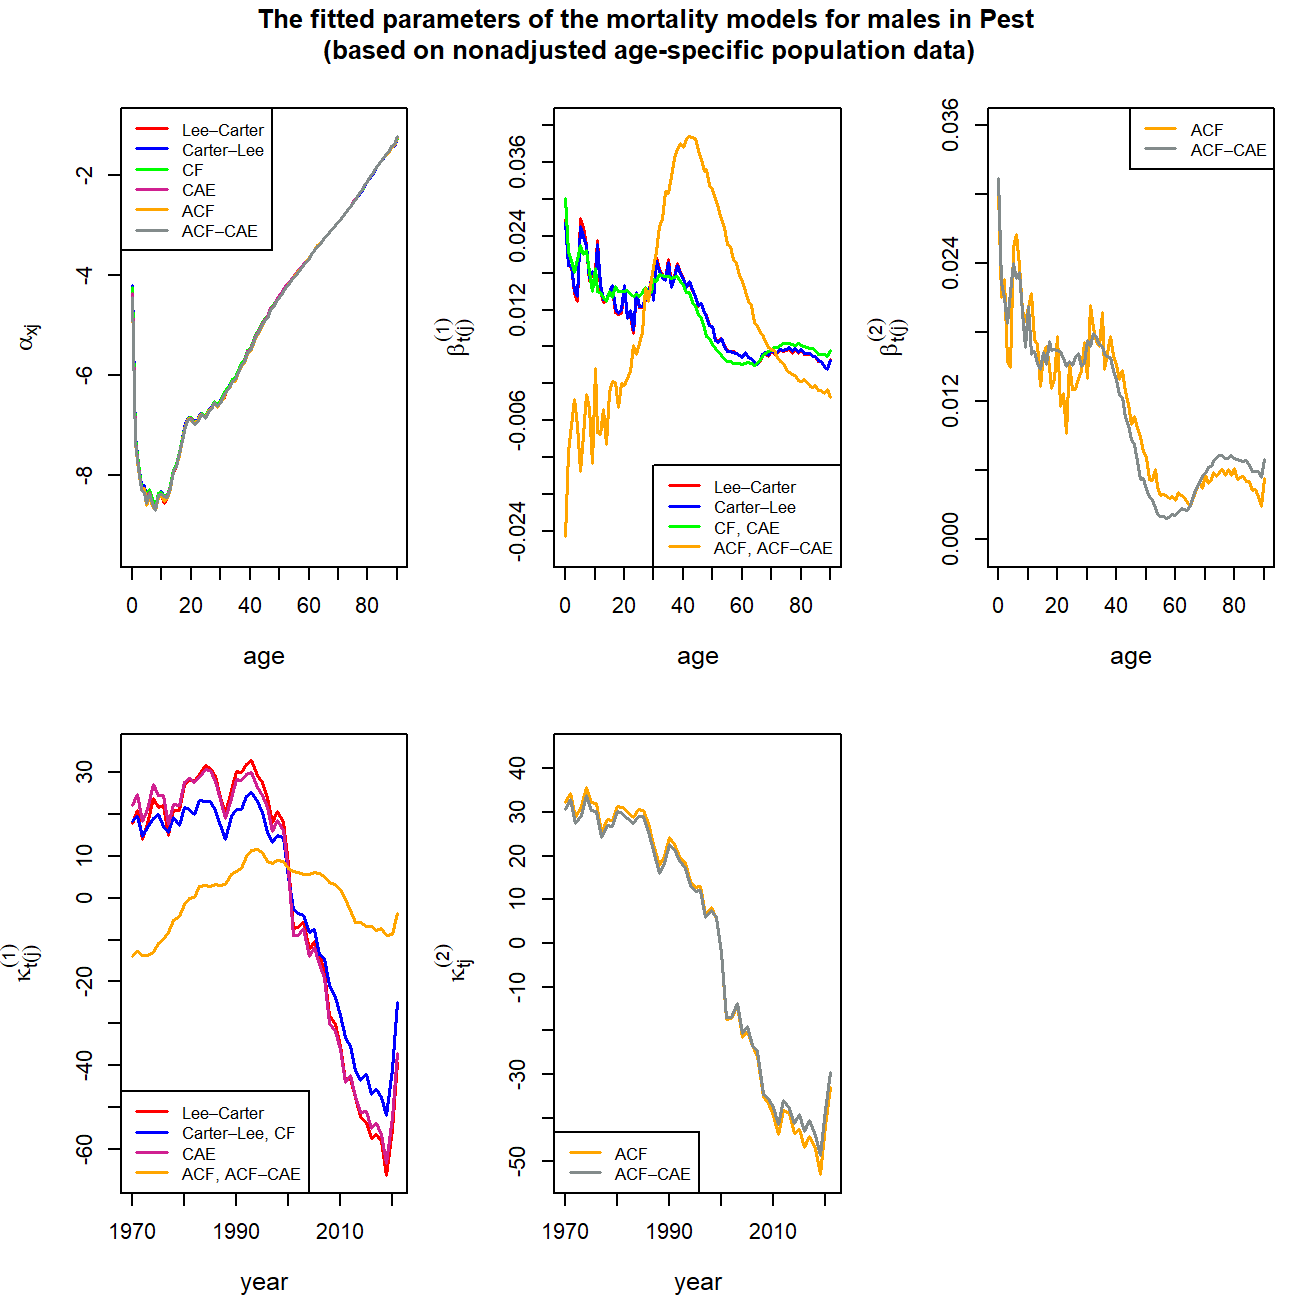 The fitted parameters of the mortality models for males in Pest
(based on nonadjusted age-specific population data)
Lee–Carter
Carter–Lee
CF
CAE
ACF
ACF–CAE
-2
-4
-6
-8
αxj
0 20 40 60 80
age
0.036
0.024
0.012
-0.006
-0.024
β(1)t(j)
Lee–Carter
Carter–Lee
CF, CAE
ACF, ACF–CAE
0 20 40 60 80
age
ACF
ACF–CAE
0.036
0.024
0.012
0.000
β(2)t(j)
0 20 40 60 80
age
30
10
0
-20
-40
-60
κ(1)t(j)
Lee–Carter
Carter–Lee, CF
CAE
ACF, ACF–CAE
1970 1990 2010
year
40
30
20
10
0
-10
-30
-50
κ(2)tj
ACF
ACF–CAE
1970 1990 2010
year